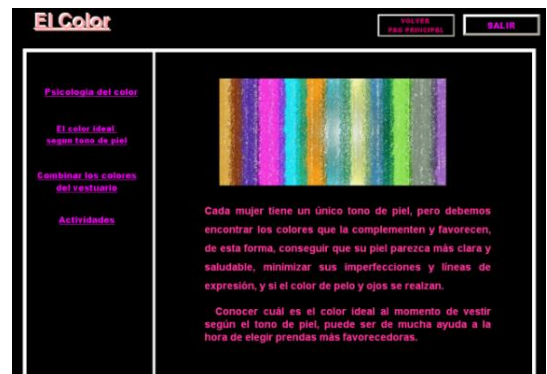 El Color
VOLVER
PAG PRINCIPAL
SALIR
Psicología del color
El color ideal
segun tono de piel
Combinar los colores
del vestuario
Actividades
Cada mujer tiene un único tono de piel, pero debemos
encontrar los colores que la complementen y favorecen,
de esta forma, conseguir que su piel parezca más clara y
saludable, minimizar sus imperfecciones y líneas de
expresión, y si el color de pelo y ojos se realzan.
Conocer cuál es el color ideal al momento de vestir
según el tono de piel, puede ser de mucha ayuda a la
hora de elegir prendas más favorecedoras.